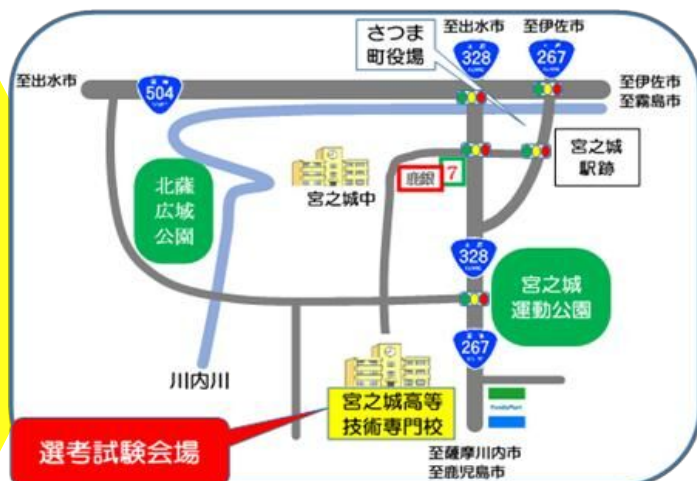 さつま
町役場
至出水市
至伊佐市
至出水市
国道
504
328
267
至伊佐市
至霧島市
宮之城
駅跡
鹿銀
7
北薩
広域
公園
宮之城中
328
宮之城
運動公園
267
川内川
宮之城高等
技術専門校
FamilyMart
選考試験会場
至薩摩川内市
至鹿児島市